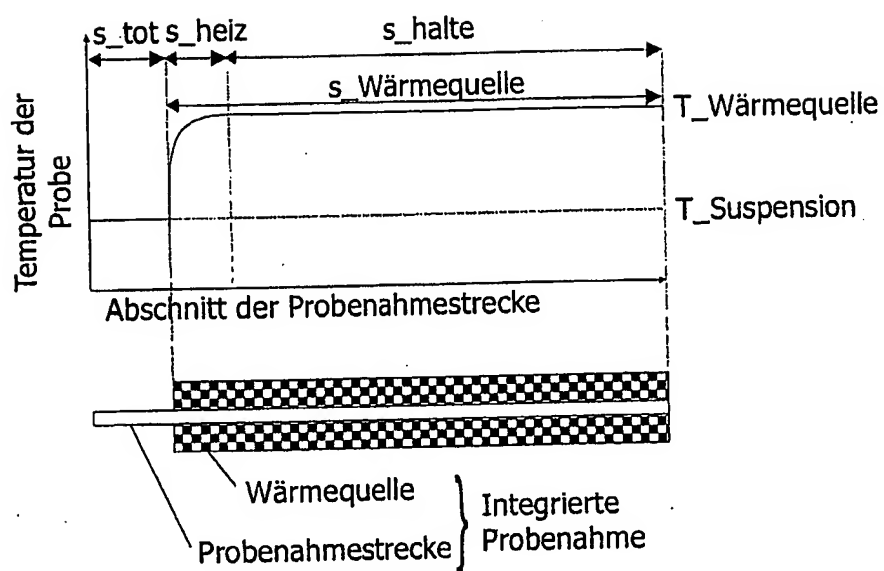 s_tot s_heiz s_halte
s_Wärmequelle
T_Wärmequelle
T_Suspension
Temperatur der
Probe
Abschnitt der Probenahmestrecke
Wärmequelle
Probenahmestrecke
Integrierte
Probenahme